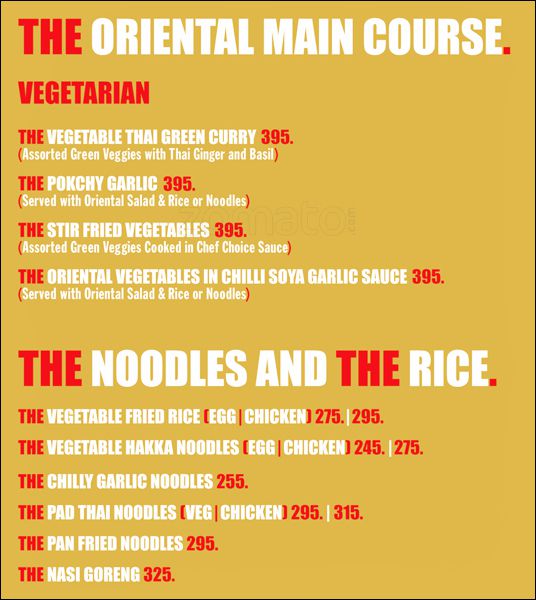 THE ORIENTAL MAIN COURSE.
VEGETARIAN
THE VEGETABLE THAI GREEN CURRY 395.
(Assorted Green Veggies with Thai Ginger and Basil)
THE POKCHY GARLIC 395.
(Served with Oriental Salad & Rice or Noodles)
zomato.com
THE STIR FRIED VEGETABLES 395.
(Assorted Green Veggies Cooked in Chef Choice Sauce)
THE ORIENTAL VEGETABLES IN CHILLI SOYA GARLIC SAUCE 395.
(Served with Oriental Salad & Rice or Noodles)
THE NOODLES AND THE RICE.
THE VEGETABLE FRIED RICE (EGG|CHICKEN) 275.|295.
THE VEGETABLE HAKKA NOODLES (EGG|CHICKEN) 245. |275.
THE CHILLY GARLIC NOODLES 255.
THE PAD THAI NOODLES (VEG|CHICKEN) 295. | 315.
THE PAN FRIED NOODLES 295.
THE NASI GORENG 325.